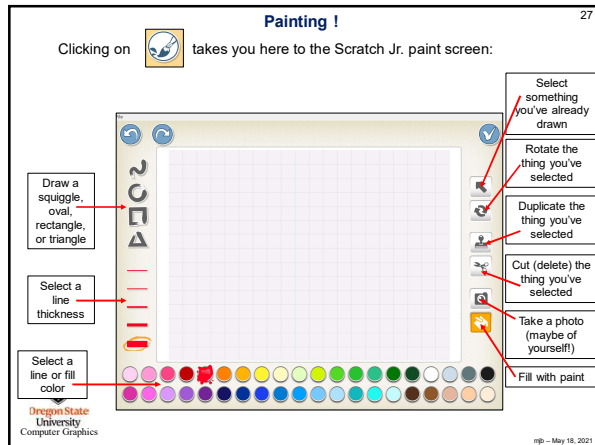 Painting !
27
Clicking on takes you here to the Scratch Jr. paint screen:
Select
something
you've already
drawn
Rotate the
thing you've
selected
Duplicate the
thing you've
selected
Cut (delete) the
thing you've
selected
Take a photo
(maybe of
yourself!)
Fill with paint
Draw a
squiggle,
oval,
rectangle,
or triangle
Select a
line
thickness
Select a
line or fill
color
Oregon State
University
Computer Graphics
mjb – May 18, 2021